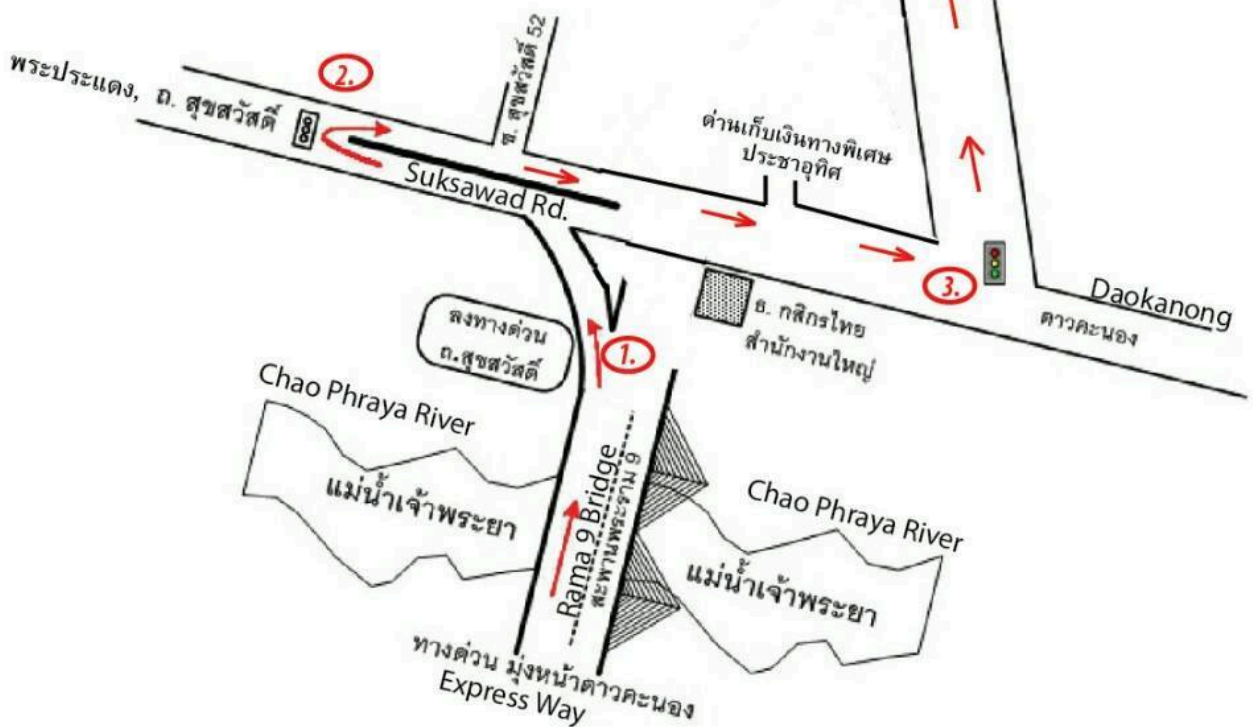 2.
พระประแดง, ถ. สุขสวัสดิ์
ซ. สุขสวัสดิ์ 52
ด่านเก็บเงินทางพิเศษ
ประชาอุทิศ
Suksawad Rd.
3.
Daokanong
ดาวคะนอง
ธ. กสิกรไทย
สำนักงานใหญ่
ลงทางด่วน
ถ.สุขสวัสดิ์
1.
Chao Phraya River
แม่น้ำเจ้าพระยา
Rama 9 Bridge
สะพานพระราม 9
Chao Phraya River
แม่น้ำเจ้าพระยา
ทางด่วน มุ่งหน้าดาวคะนอง
Express Way